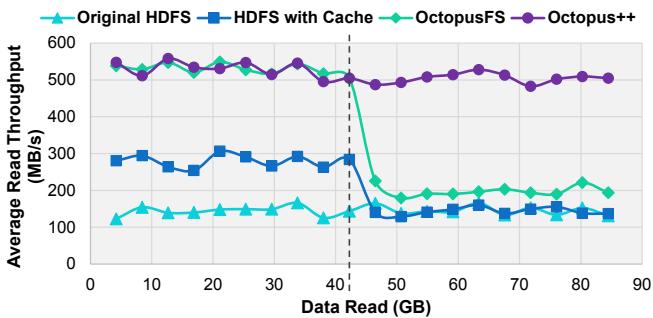 Original HDFS HDFS with Cache OctopusFS Octopus++
600
500
400
300
200
100
0
Average Read Throughput
(MB/s)
0 10 20 30 40 50 60 70 80 90
Data Read (GB)